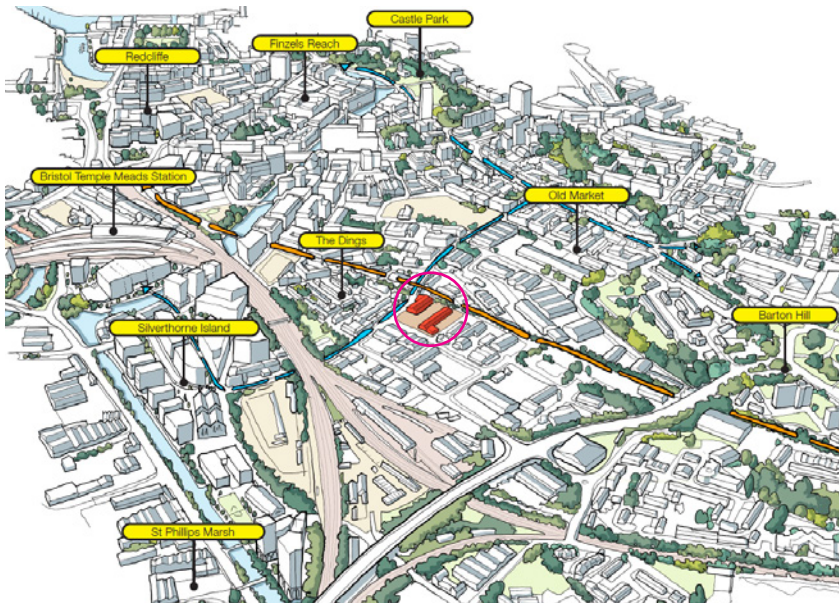 Castle Park
Finzels Reach
Redcliffe
Bristol Temple Meads Station
Old Market
The Dings
Silverthorne Island
Barton Hill
St Phillips Marsh